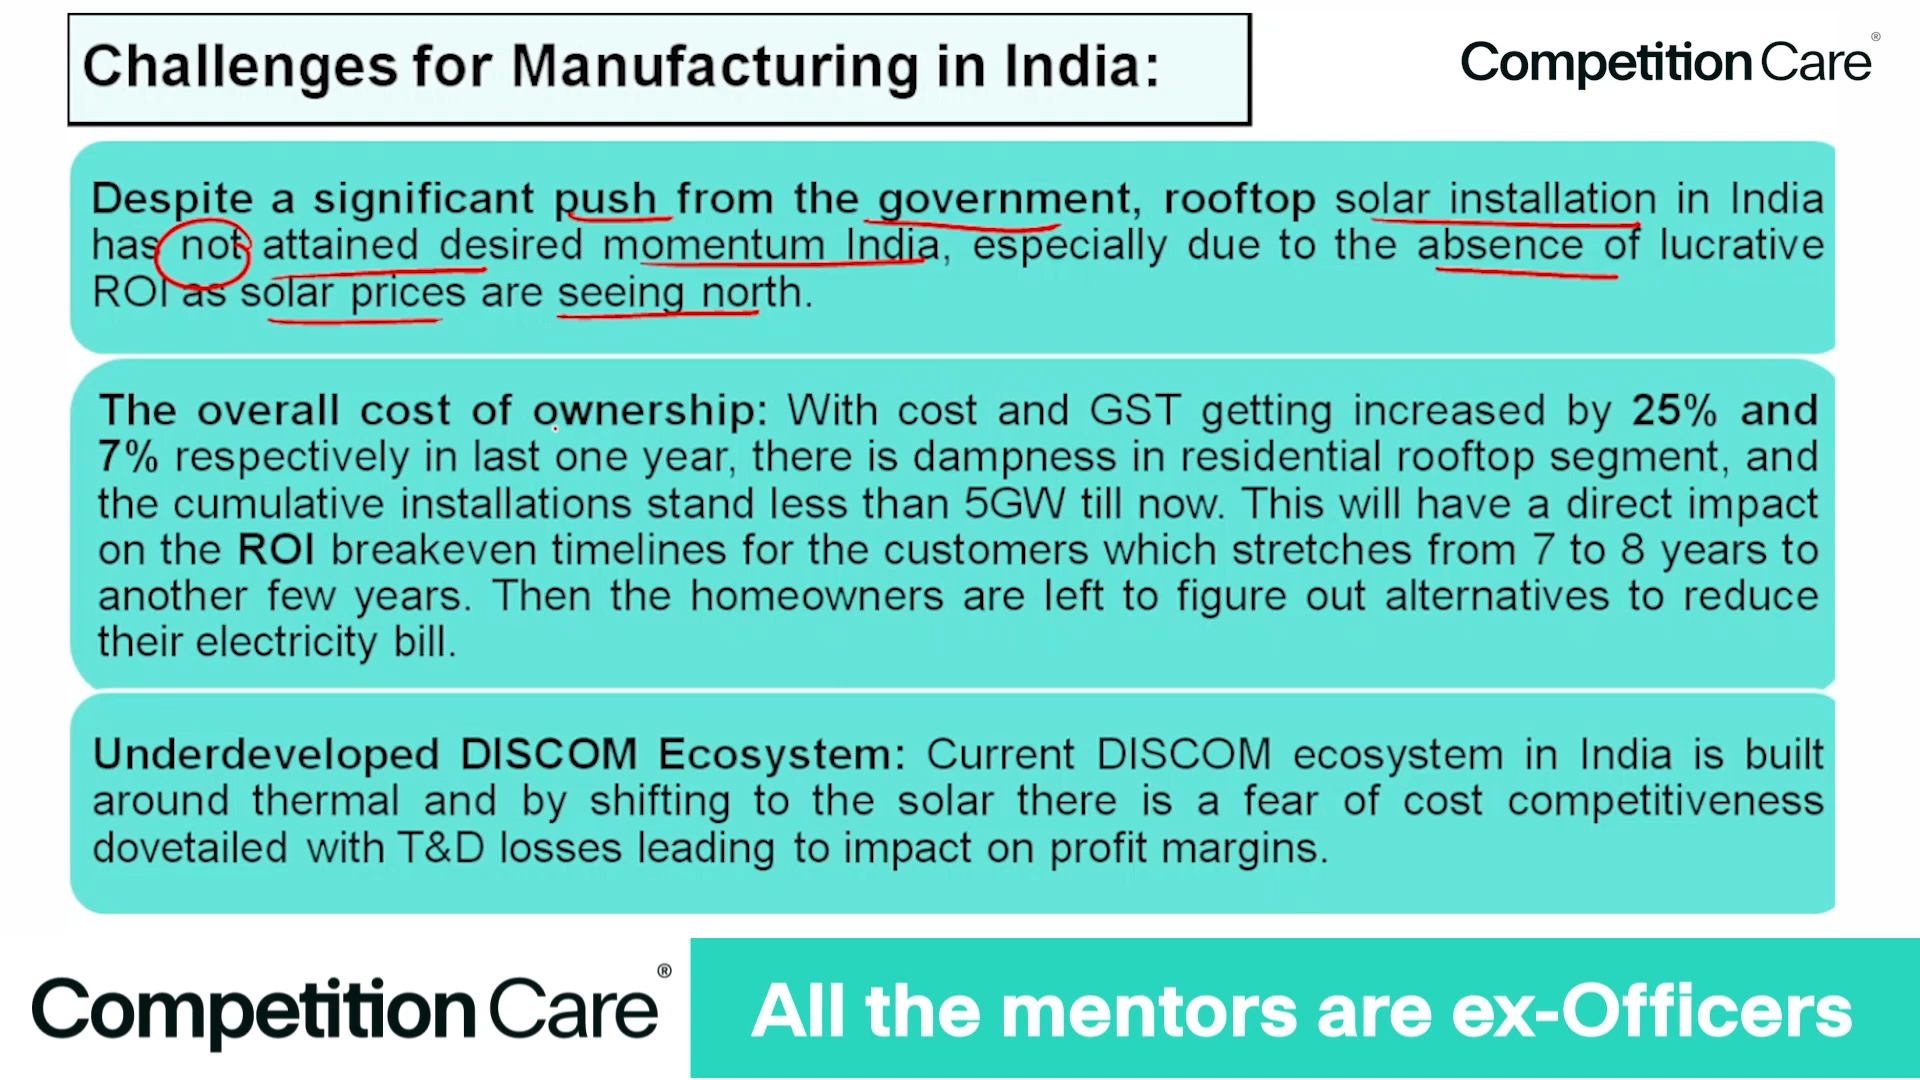 Challenges for Manufacturing in India:
Competition Care®
Despite a significant push from the government, rooftop solar installation in India
has not attained desired momentum India, especially due to the absence of lucrative
ROI as solar prices are seeing north.
The overall cost of ownership: With cost and GST getting increased by 25% and
7% respectively in last one year, there is dampness in residential rooftop segment, and
the cumulative installations stand less than 5GW till now. This will have a direct impact
on the ROI breakeven timelines for the customers which stretches from 7 to 8 years to
another few years. Then the homeowners are left to figure out alternatives to reduce
their electricity bill.
Underdeveloped DISCOM Ecosystem: Current DISCOM ecosystem in India is built
around thermal and by shifting to the solar there is a fear of cost competitiveness
dovetailed with T&D losses leading to impact on profit margins.
Competition Care®
All the mentors are ex-Officers